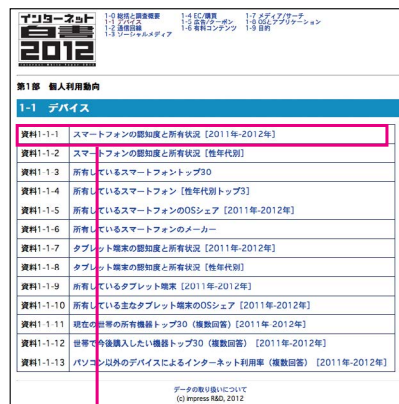 インターネット
白書
2012
1-0 総括と調査概要
1-1 デバイス
1-2 通信回線
1-3 ソーシャルメディア
1-4 EC/購買
1-5 広告/クーポン
1-6 有料コンテンツ
1-7 メディア/サーチ
1-8 OSとアプリケーション
1-9 目的
第1部 個人利用動向
1-1 デバイス
資料1-1-1 スマートフォンの認知度と所有状況［2011年-2012年］
資料1-1-2 スマートフォンの認知度と所有状況［性年代別］
資料1-1-3 所有しているスマートフォントップ30
資料1-1-4 所有しているスマートフォン［性年代別トップ3］
資料1-1-5 所有しているスマートフォンのOSシェア［2011年-2012年］
資料1-1-6 所有しているスマートフォンのメーカー
資料1-1-7 タブレット端末の認知度と所有状況［2011年-2012年］
資料1-1-8 タブレット端末の認知度と所有状況［性年代別］
資料1-1-9 所有しているタブレット端末［2011年-2012年］
資料1-1-10 所有している主なタブレット端末のOSシェア［2011年-2012年］
資料1-1-11 現在の世帯の所有機器トップ30（複数回答)［2011年-2012年］
資料1-1-12 世帯で今後購入したい機器トップ30（複数回答）［2011年-2012年］
資料1-1-13 パソコン以外のデバイスによるインターネット利用率（複数回答）［2011年-2012年］
データの取り扱いについて
(c) impress R&D, 2012